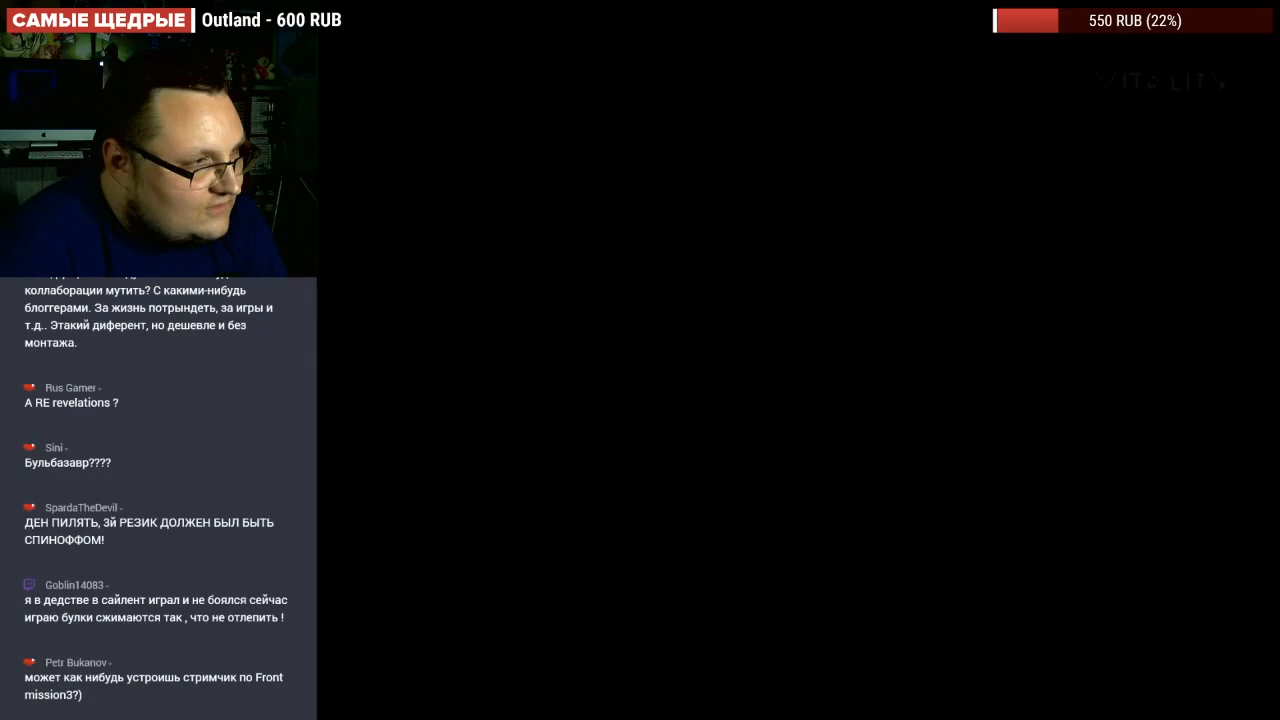 САМЫЕ ЩЕДРЫЕ Outland - 600 RUB
550 RUB (22%)
коллаборации мутить? С какими-нибудь
блоггерами. За жизнь потрындеть, за игры и
т.д.. Этакий диферент, но дешевле и без
монтажа.
Rus Gamer -
А RE revelations ?
Sini -
Бульбазавр????
SpardaTheDevil -
ДЕН ПИЛЯТЬ, 3й РЕЗИК ДОЛЖЕН БЫЛ БЫТЬ
СПИНОФФОМ!
Goblin14083 -
я в дедстве в сайлент играл и не боялся сейчас
играю булки сжимаются так , что не отлепить !
Petr Bukanov -
может как нибудь устроишь стримчик по Front
mission3?)